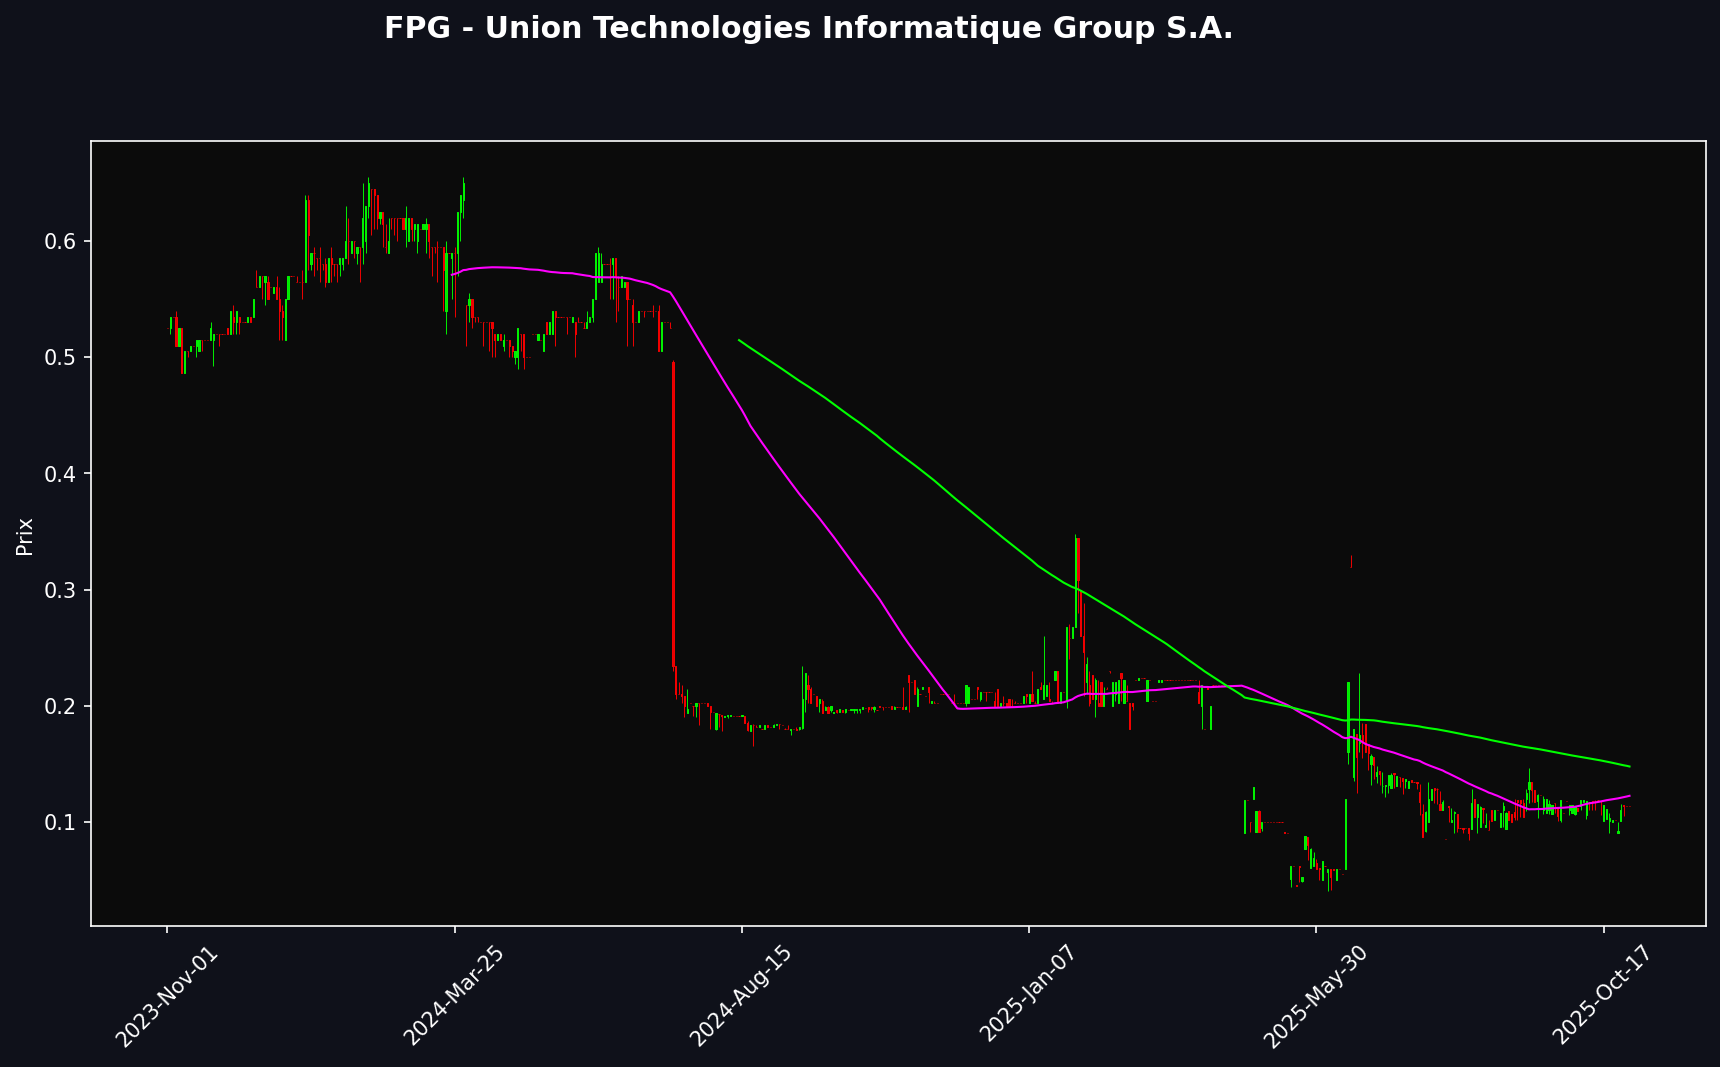 FPG - Union Technologies Informatique Group S.A.
Prix
0.6
0.5
0.4
0.3
0.2
0.1
2023-Nov-01
2024-Mar-25
2024-Aug-15
2025-Jan-07
2025-May-30
2025-Oct-17